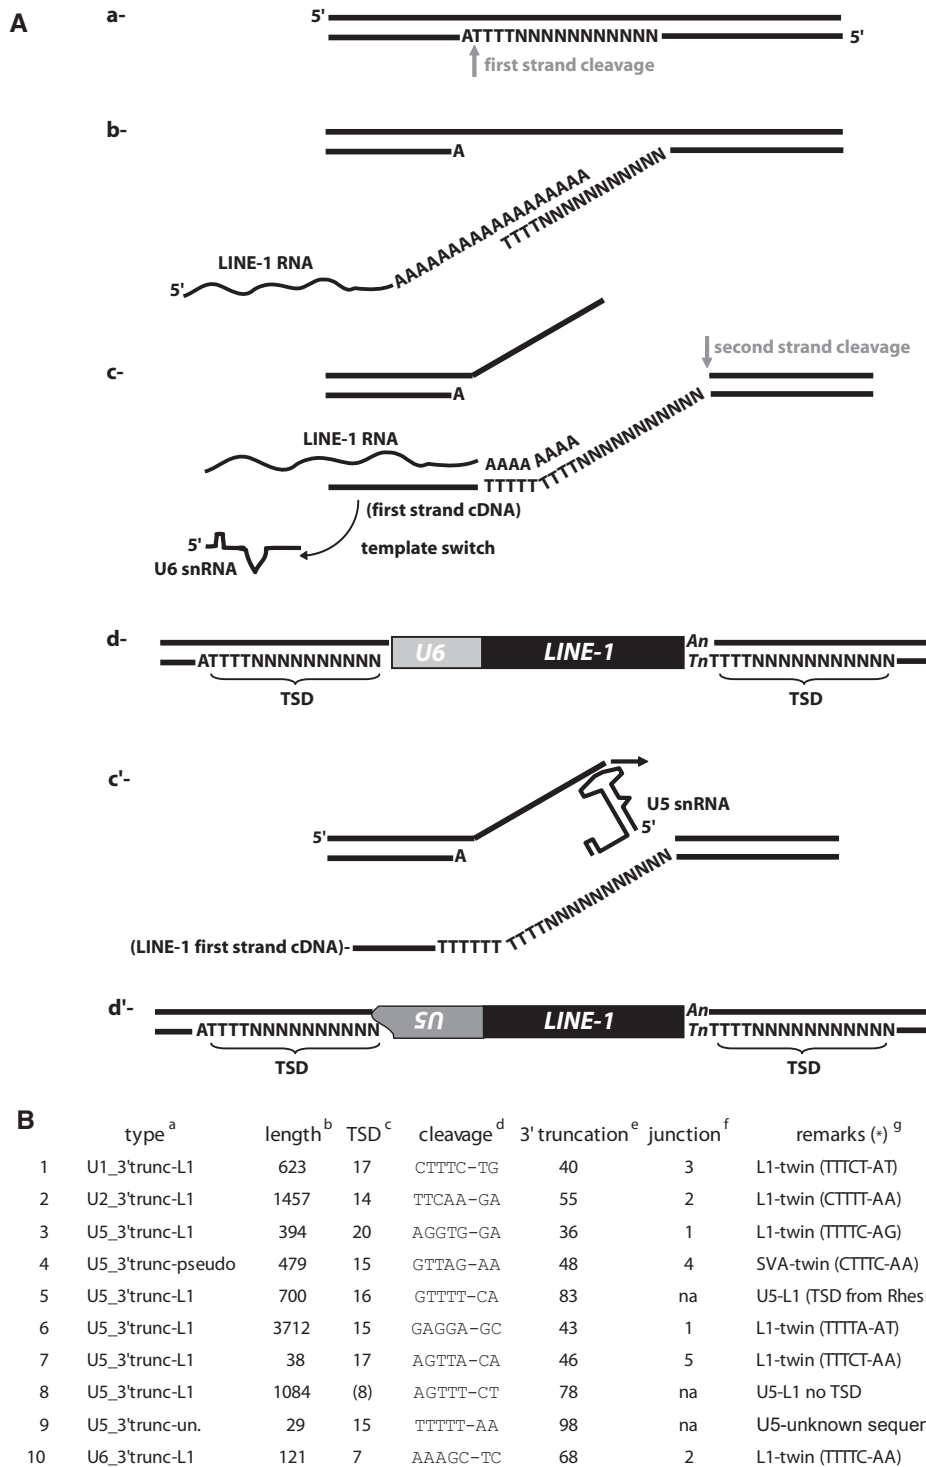 A
a-
5'
ATTTTNNNNNNNNNNN
5'
first strand cleavage
b-
A
AAAAAAAAAAAAAAAAAA
TTTTNNNNNNNNNNN
LINE-1 RNA
5'
second strand cleavage
c-
A
LINE-1 RNA
AAAA AAAA
TTTTTTTTTNNNNNNNNNNN
(first strand cDNA)
template switch
5'
U6 snRNA
d-
U6 LINE-1
An
ATTTTNNNNNNNNNN
TnTTTTNNNNNNNNNNN
TSD TSD
c'-
U5 snRNA
5'
5'
A
(LINE-1 first strand cDNA)- TTTTTT TTTTNNNNNNNNNNN
d'-
U5 LINE-1
An
ATTTTNNNNNNNNNN
TnTTTTNNNNNNNNNNN
TSD TSD
B
type a length b TSD c cleavage d 3' truncation e junction f remarks (*) g
1 U1_3'trunc-L1 623 17 CTTTC-TG 40 3 L1-twin (TTTCT-AT)
2 U2_3'trunc-L1 1457 14 TTCAA-GA 55 2 L1-twin (CTTTT-AA)
3 U5_3'trunc-L1 394 20 AGGTG-GA 36 1 L1-twin (TTTTC-AG)
4 U5_3'trunc-pseudo 479 15 GTTAG-AA 48 4 SVA-twin (CTTTC-AA)
5 U5_3'trunc-L1 700 16 GTTTT-CA 83 na U5-L1 (TSD from Rhes
6 U5_3'trunc-L1 3712 15 GAGGA-GC 43 1 L1-twin (TTTTA-AT)
7 U5_3'trunc-L1 38 17 AGTTA-CA 46 5 L1-twin (TTTCT-AA)
8 U5_3'trunc-L1 1084 (8) AGTTT-CT 78 na U5-L1 no TSD
9 U5_3'trunc-un. 29 15 TTTTT-AA 98 na U5-unknown sequer
10 U6_3'trunc-L1 121 7 AAAGC-TC 68 2 L1-twin (TTTTC-AA)